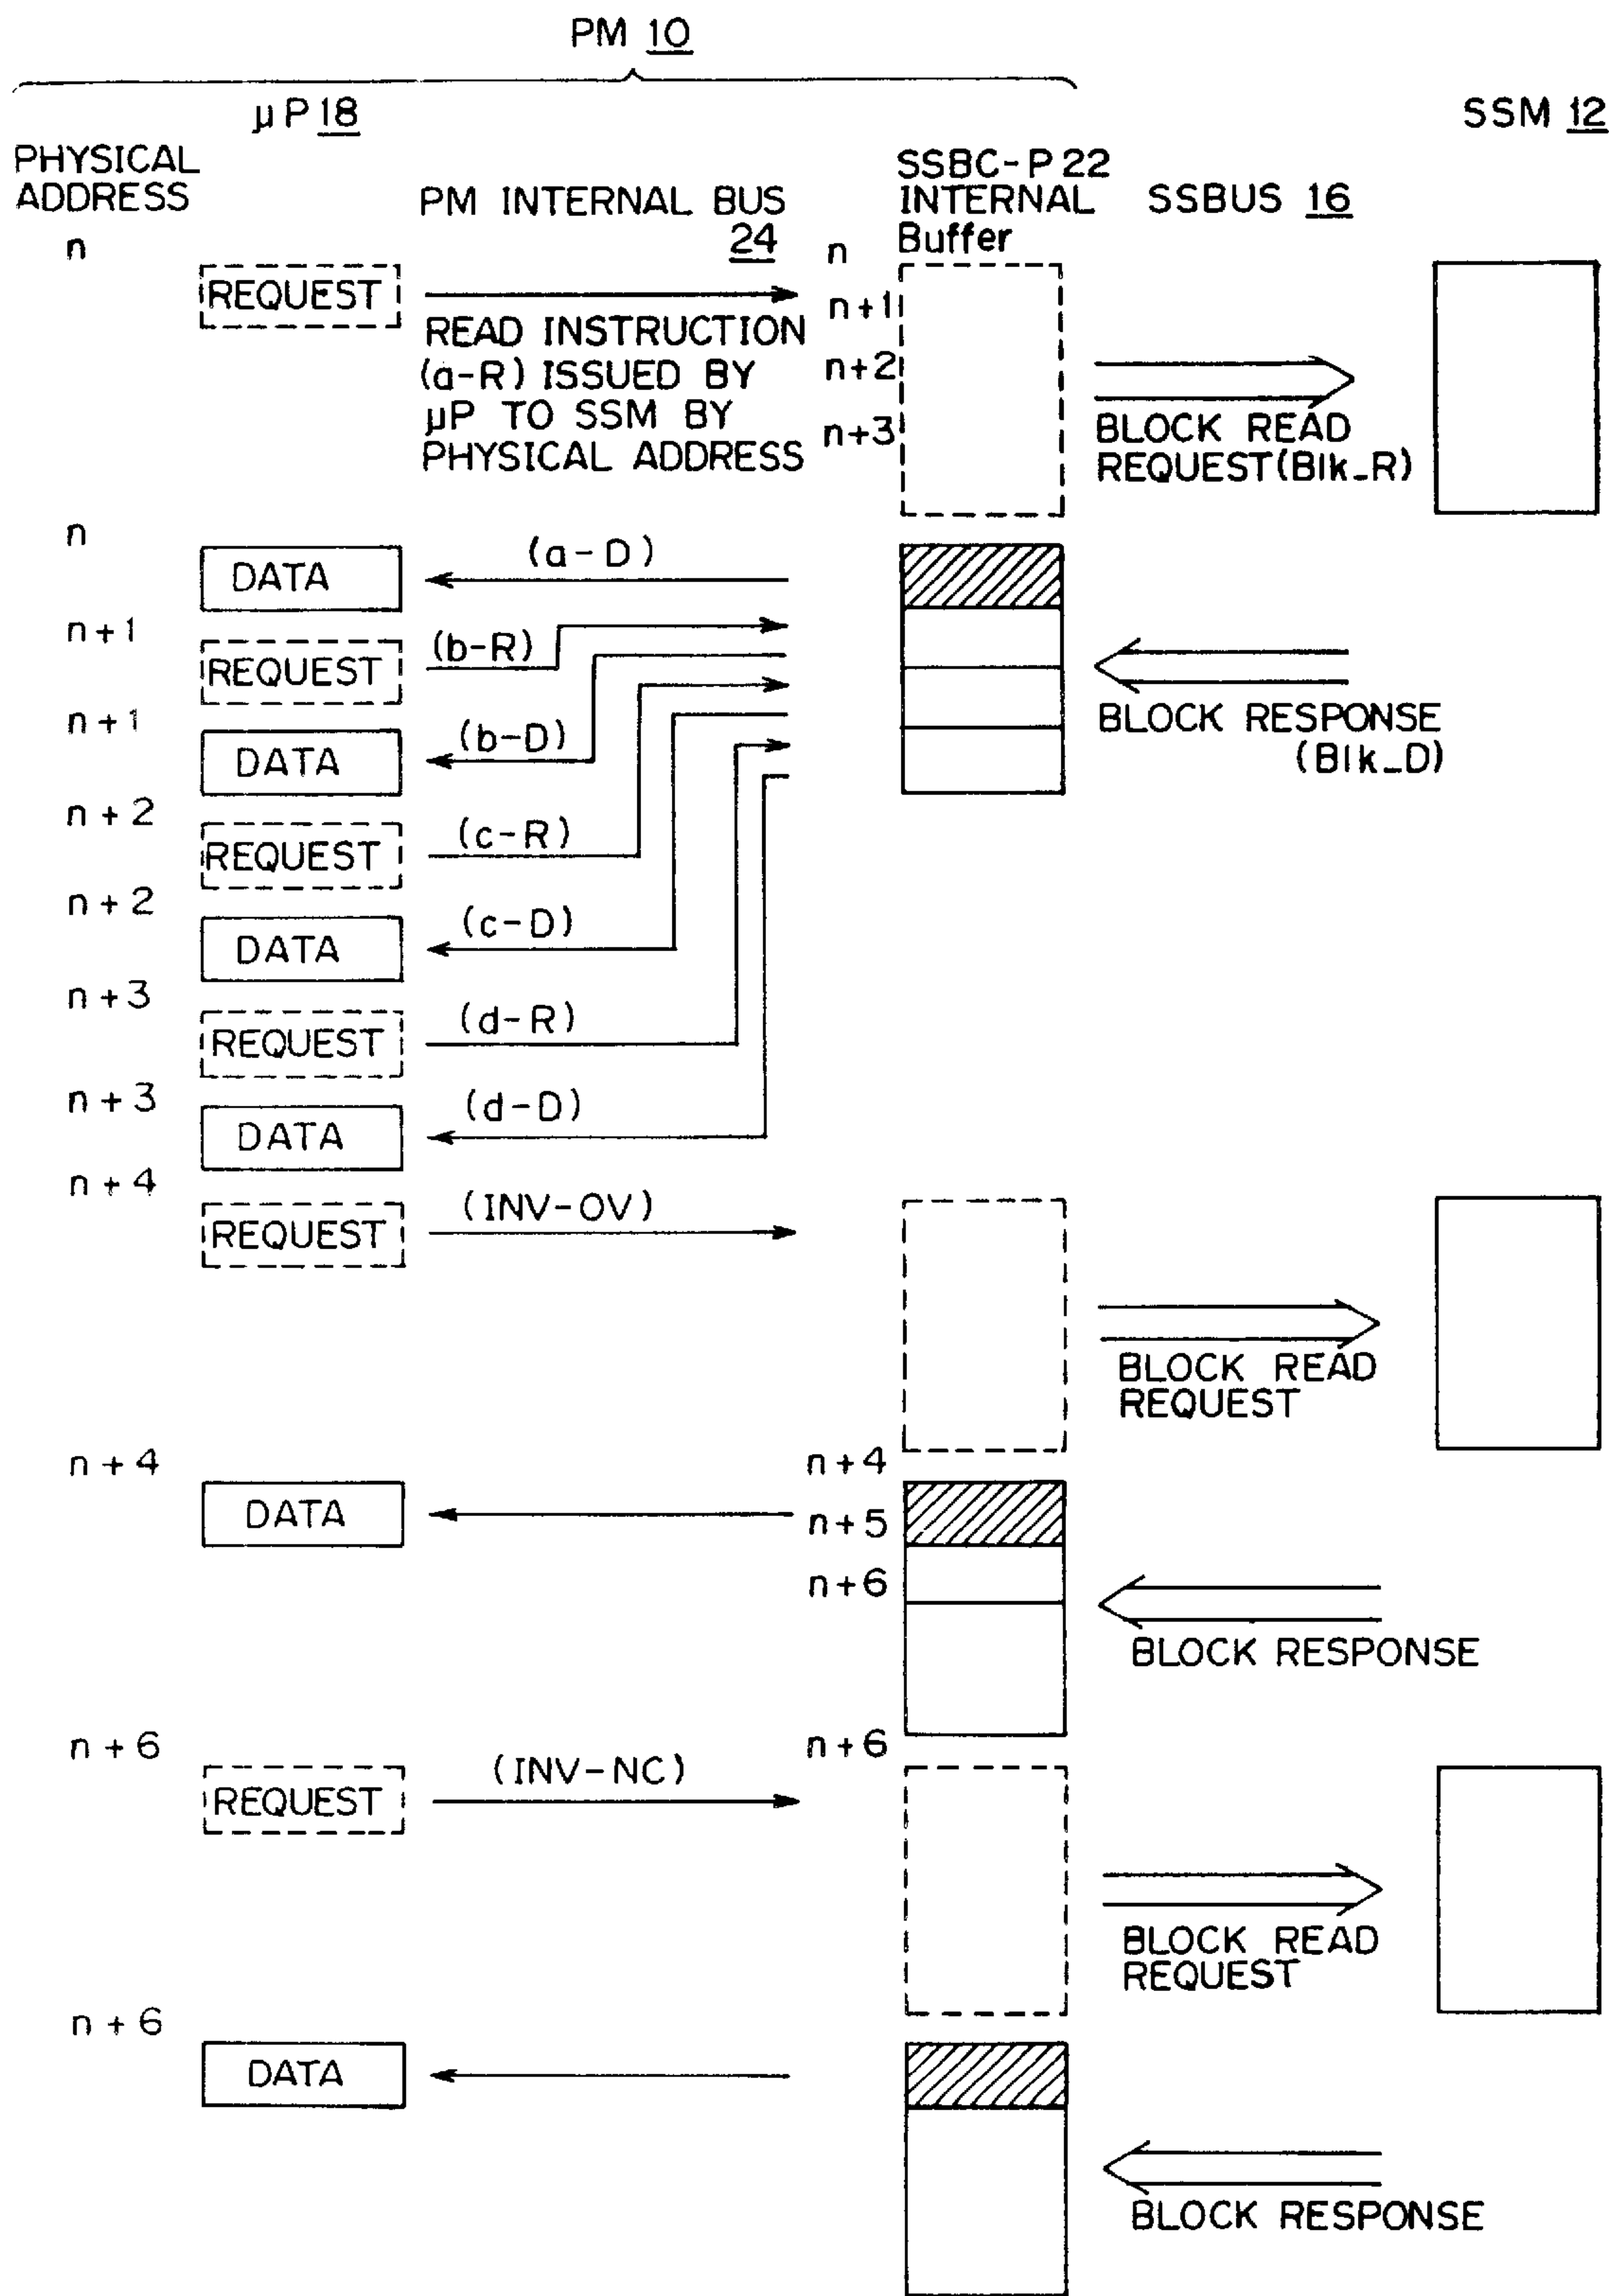 PM 10
μP 18
SSM 12
PHYSICAL
ADDRESS
PM INTERNAL BUS
24
SSBC-P 22
INTERNAL
Buffer
SSBUS 16
n
n
REQUEST
n+1
READ INSTRUCTION
(a-R) ISSUED BY
μP TO SSM BY
PHYSICAL ADDRESS
n+2
n+3
BLOCK READ
REQUEST(Blk_R)
n
DATA
(a-D)
n+1
REQUEST
(b-R)
n+1
DATA
(b-D)
BLOCK RESPONSE
(Blk_D)
n+2
REQUEST
(c-R)
n+2
DATA
(c-D)
n+3
REQUEST
(d-R)
n+3
DATA
(d-D)
n+4
REQUEST
(INV-OV)
BLOCK READ
REQUEST
n+4
n+4
DATA
n+5
n+6
BLOCK RESPONSE
n+6
n+6
REQUEST
(INV-NC)
BLOCK READ
REQUEST
n+6
DATA
BLOCK RESPONSE